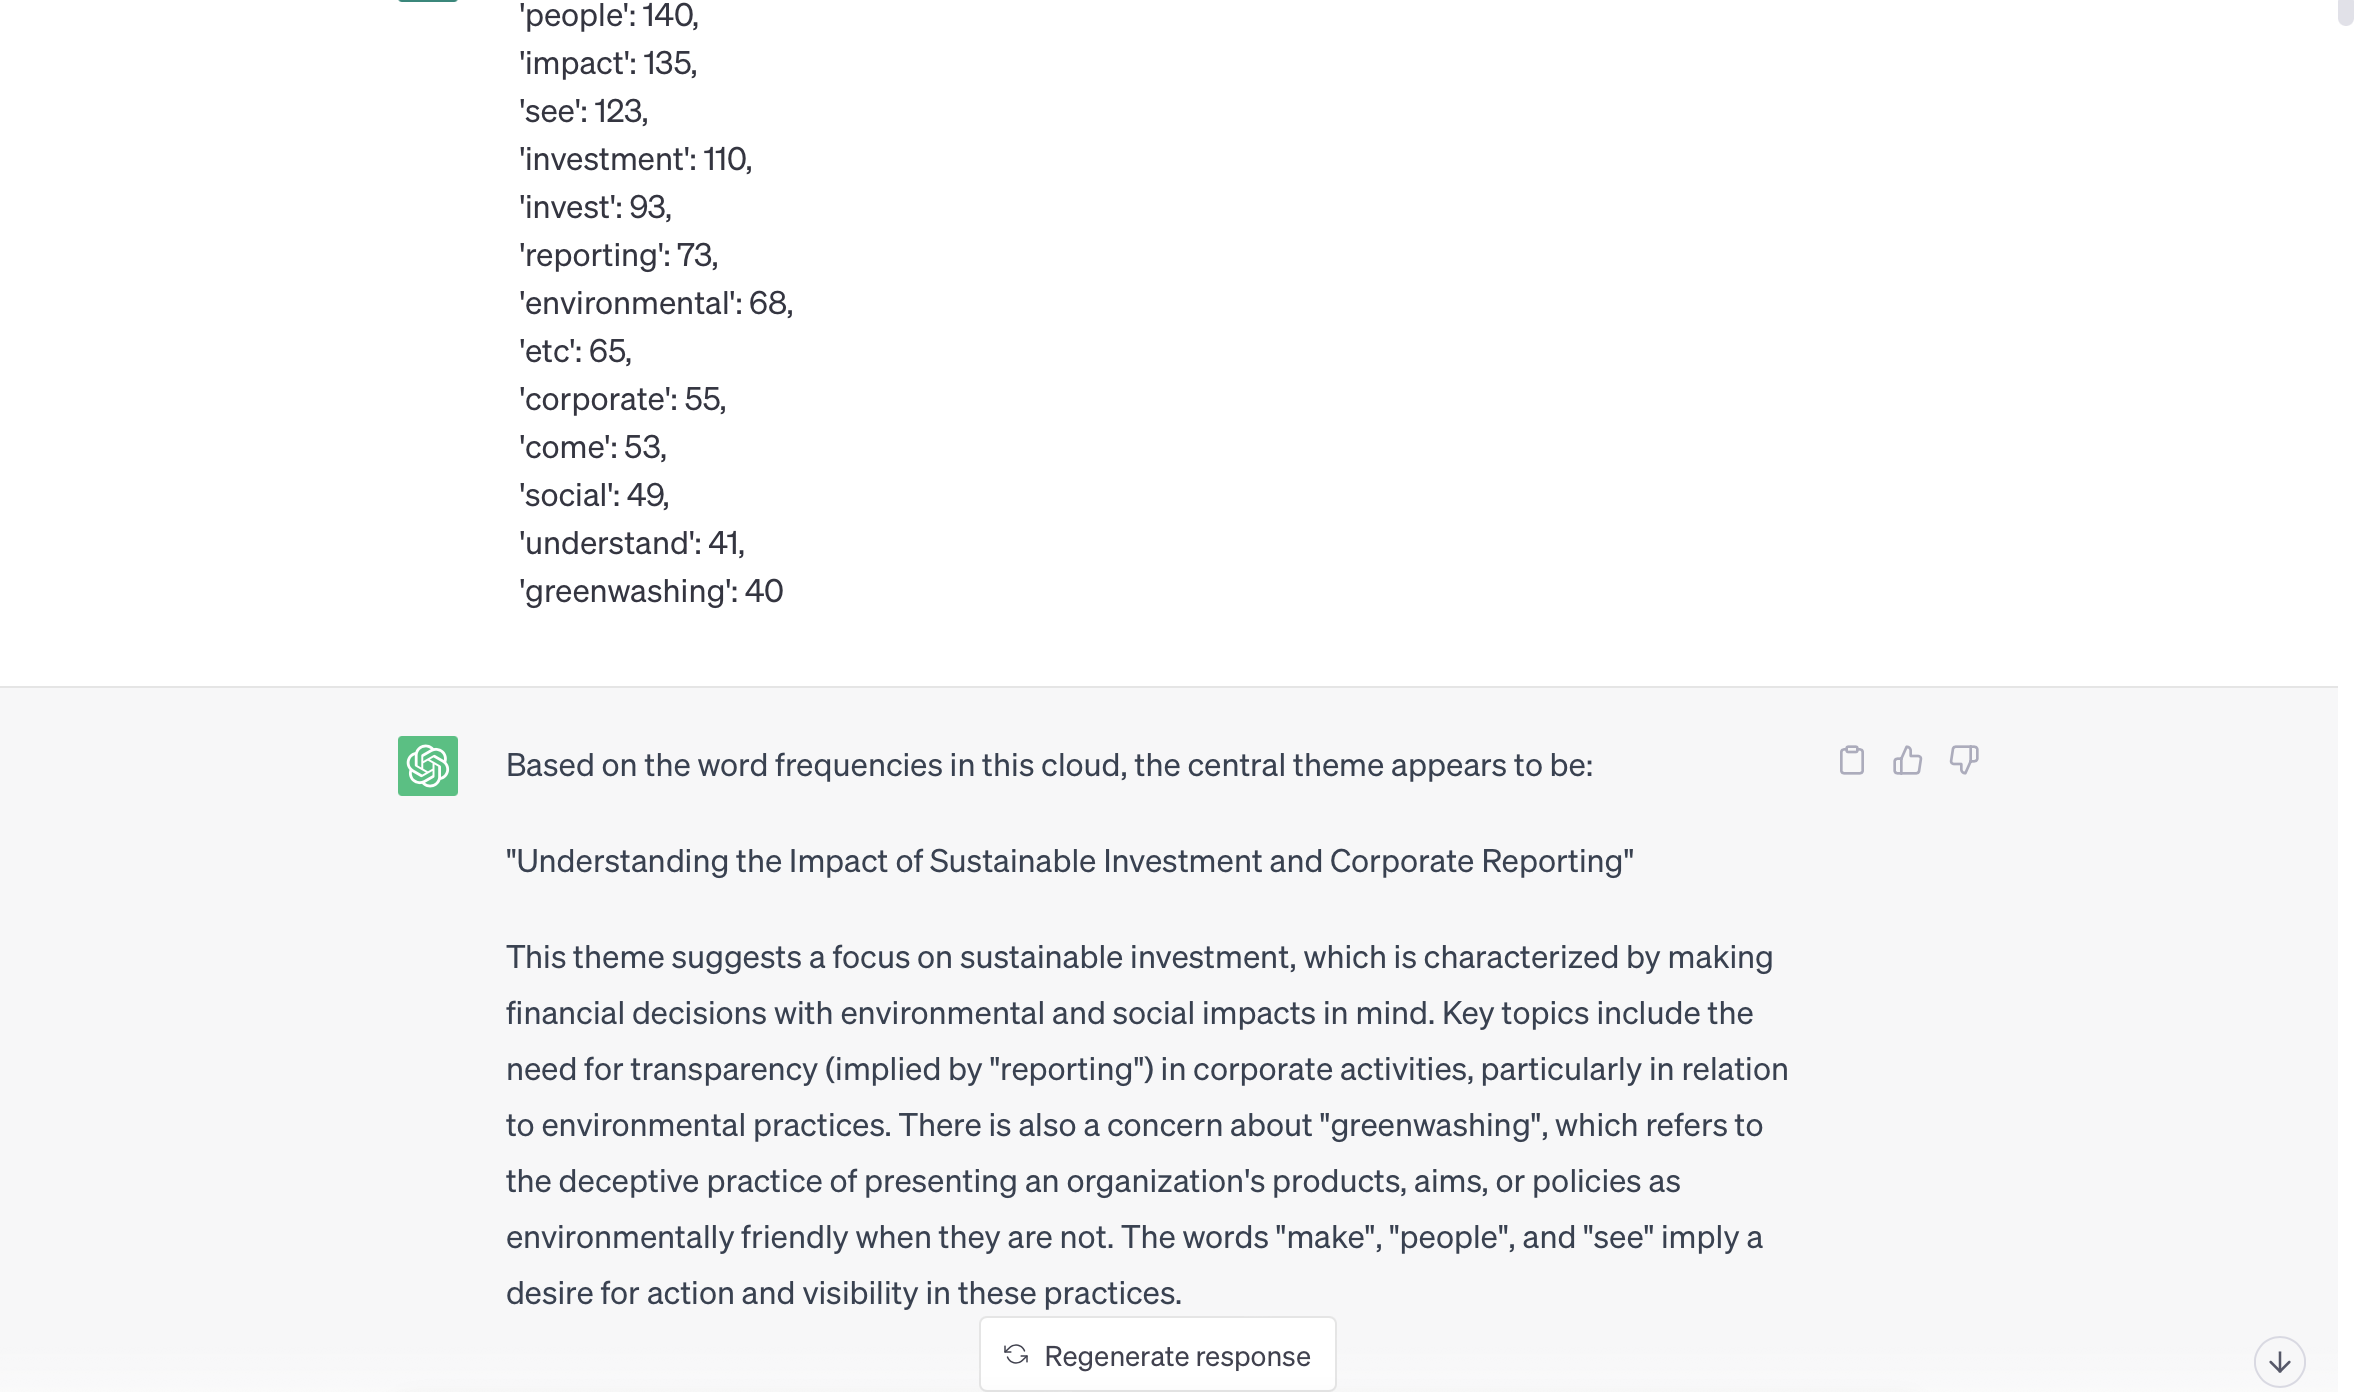 'people': 140,
'impact': 135,
'see': 123,
'investment': 110,
'invest': 93,
'reporting': 73,
'environmental': 68,
'etc': 65,
'corporate': 55,
'come': 53,
'social': 49,
'understand': 41,
'greenwashing': 40
Based on the word frequencies in this cloud, the central theme appears to be:
"Understanding the Impact of Sustainable Investment and Corporate Reporting"
This theme suggests a focus on sustainable investment, which is characterized by making
financial decisions with environmental and social impacts in mind. Key topics include the
need for transparency (implied by "reporting") in corporate activities, particularly in relation
to environmental practices. There is also a concern about "greenwashing", which refers to
the deceptive practice of presenting an organization's products, aims, or policies as
environmentally friendly when they are not. The words "make", "people", and "see" imply a
desire for action and visibility in these practices.
Regenerate response